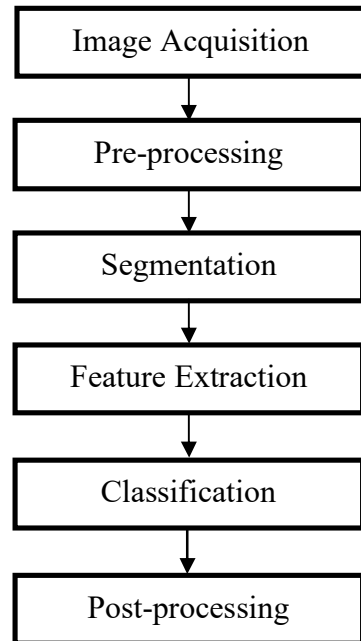 Image Acquisition
Pre-processing
Segmentation
Feature Extraction
Classification
Post-processing